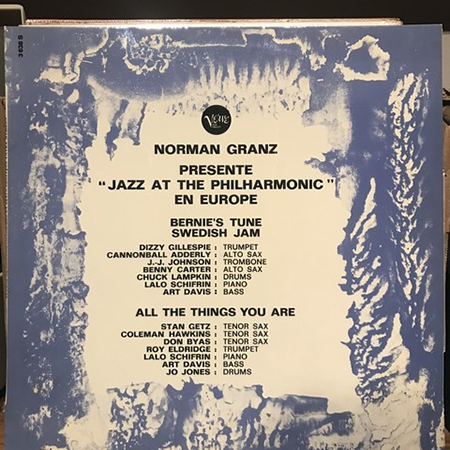 3 636 S
Verve
NORMAN GRANZ
PRESENTE
"JAZZ AT THE PHILHARMONIC"
EN EUROPE
BERNIE'S TUNE
SWEDISH JAM
DIZZY GILLESPIE : TRUMPET
CANNONBALL ADDERLY : ALTO SAX
J.-J. JOHNSON : TROMBONE
BENNY CARTER : ALTO SAX
CHUCK LAMPKIN : DRUMS
LALO SCHIFRIN : PIANO
ART DAVIS : BASS
ALL THE THINGS YOU ARE
STAN GETZ : TENOR SAX
COLEMAN HAWKINS : TENOR SAX
DON BYAS : TENOR SAX
ROY ELDRIDGE : TRUMPET
LALO SCHIFRIN : PIANO
ART DAVIS : BASS
JO JONES : DRUMS